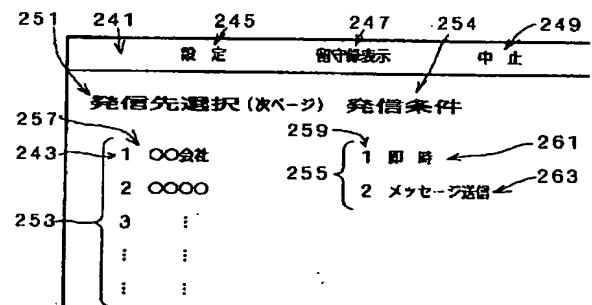 251 241 245 247 254 249
設 定 留守録表示 中 止
発信先選択(次ページ) 発信条件
257 259
243 1 ○○会社 1 即 時 261
255
2 ○○○○ 2 メッセージ送信 263
253 3 ⋮
⋮ ⋮
⋮ ⋮